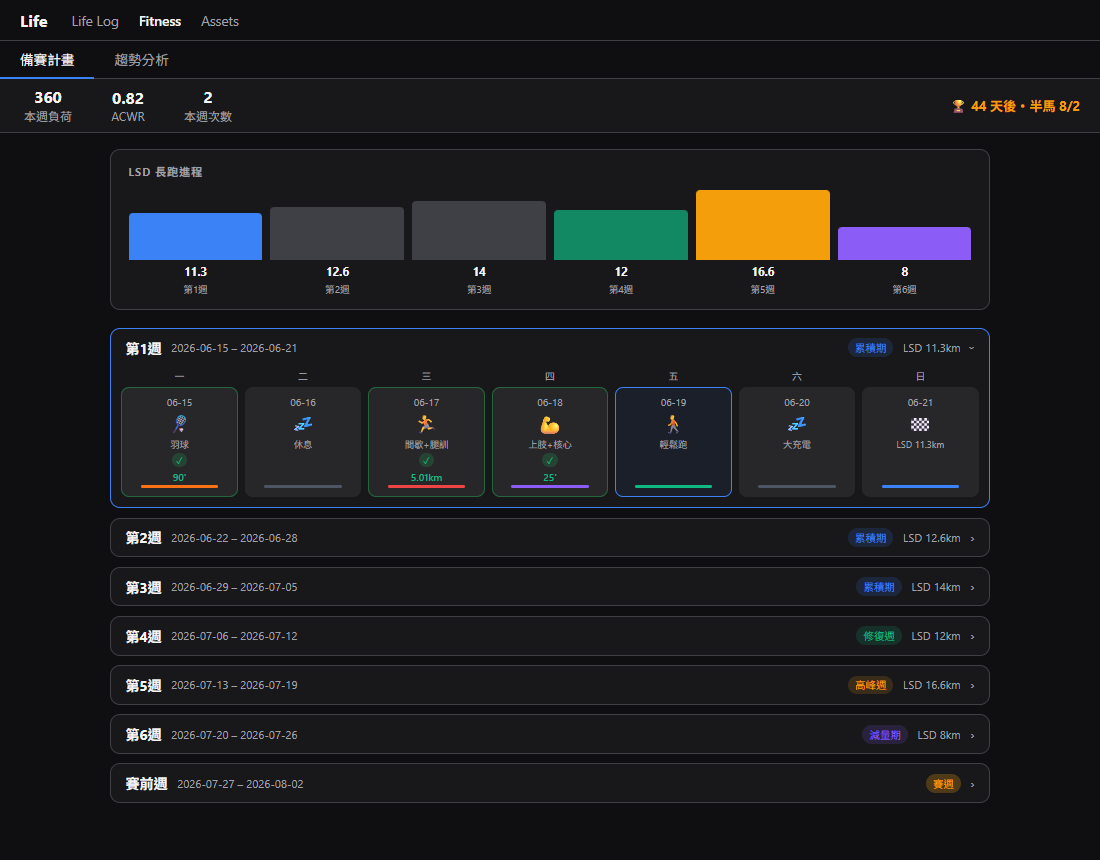 Life Life Log Fitness Assets
備賽計畫 趨勢分析
360 0.82 2
本週負荷 ACWR 本週次數
🏆 44 天後・半馬 8/2
LSD 長跑進程
11.3 12.6 14 12 16.6 8
第1週 第2週 第3週 第4週 第5週 第6週
第1週 2026-06-15 – 2026-06-21 累積期 LSD 11.3km ›
一 二 三 四 五 六 日
06-15 06-16 06-17 06-18 06-19 06-20 06-21
羽球 休息 間歇+腿訓 上肢+核心 輕鬆跑 大充電 LSD 11.3km
✓ ✓ ✓
90' 5.01km 25'
第2週 2026-06-22 – 2026-06-28 累積期 LSD 12.6km ›
第3週 2026-06-29 – 2026-07-05 累積期 LSD 14km ›
第4週 2026-07-06 – 2026-07-12 修復週 LSD 12km ›
第5週 2026-07-13 – 2026-07-19 高峰週 LSD 16.6km ›
第6週 2026-07-20 – 2026-07-26 減量期 LSD 8km ›
賽前週 2026-07-27 – 2026-08-02 賽週 ›